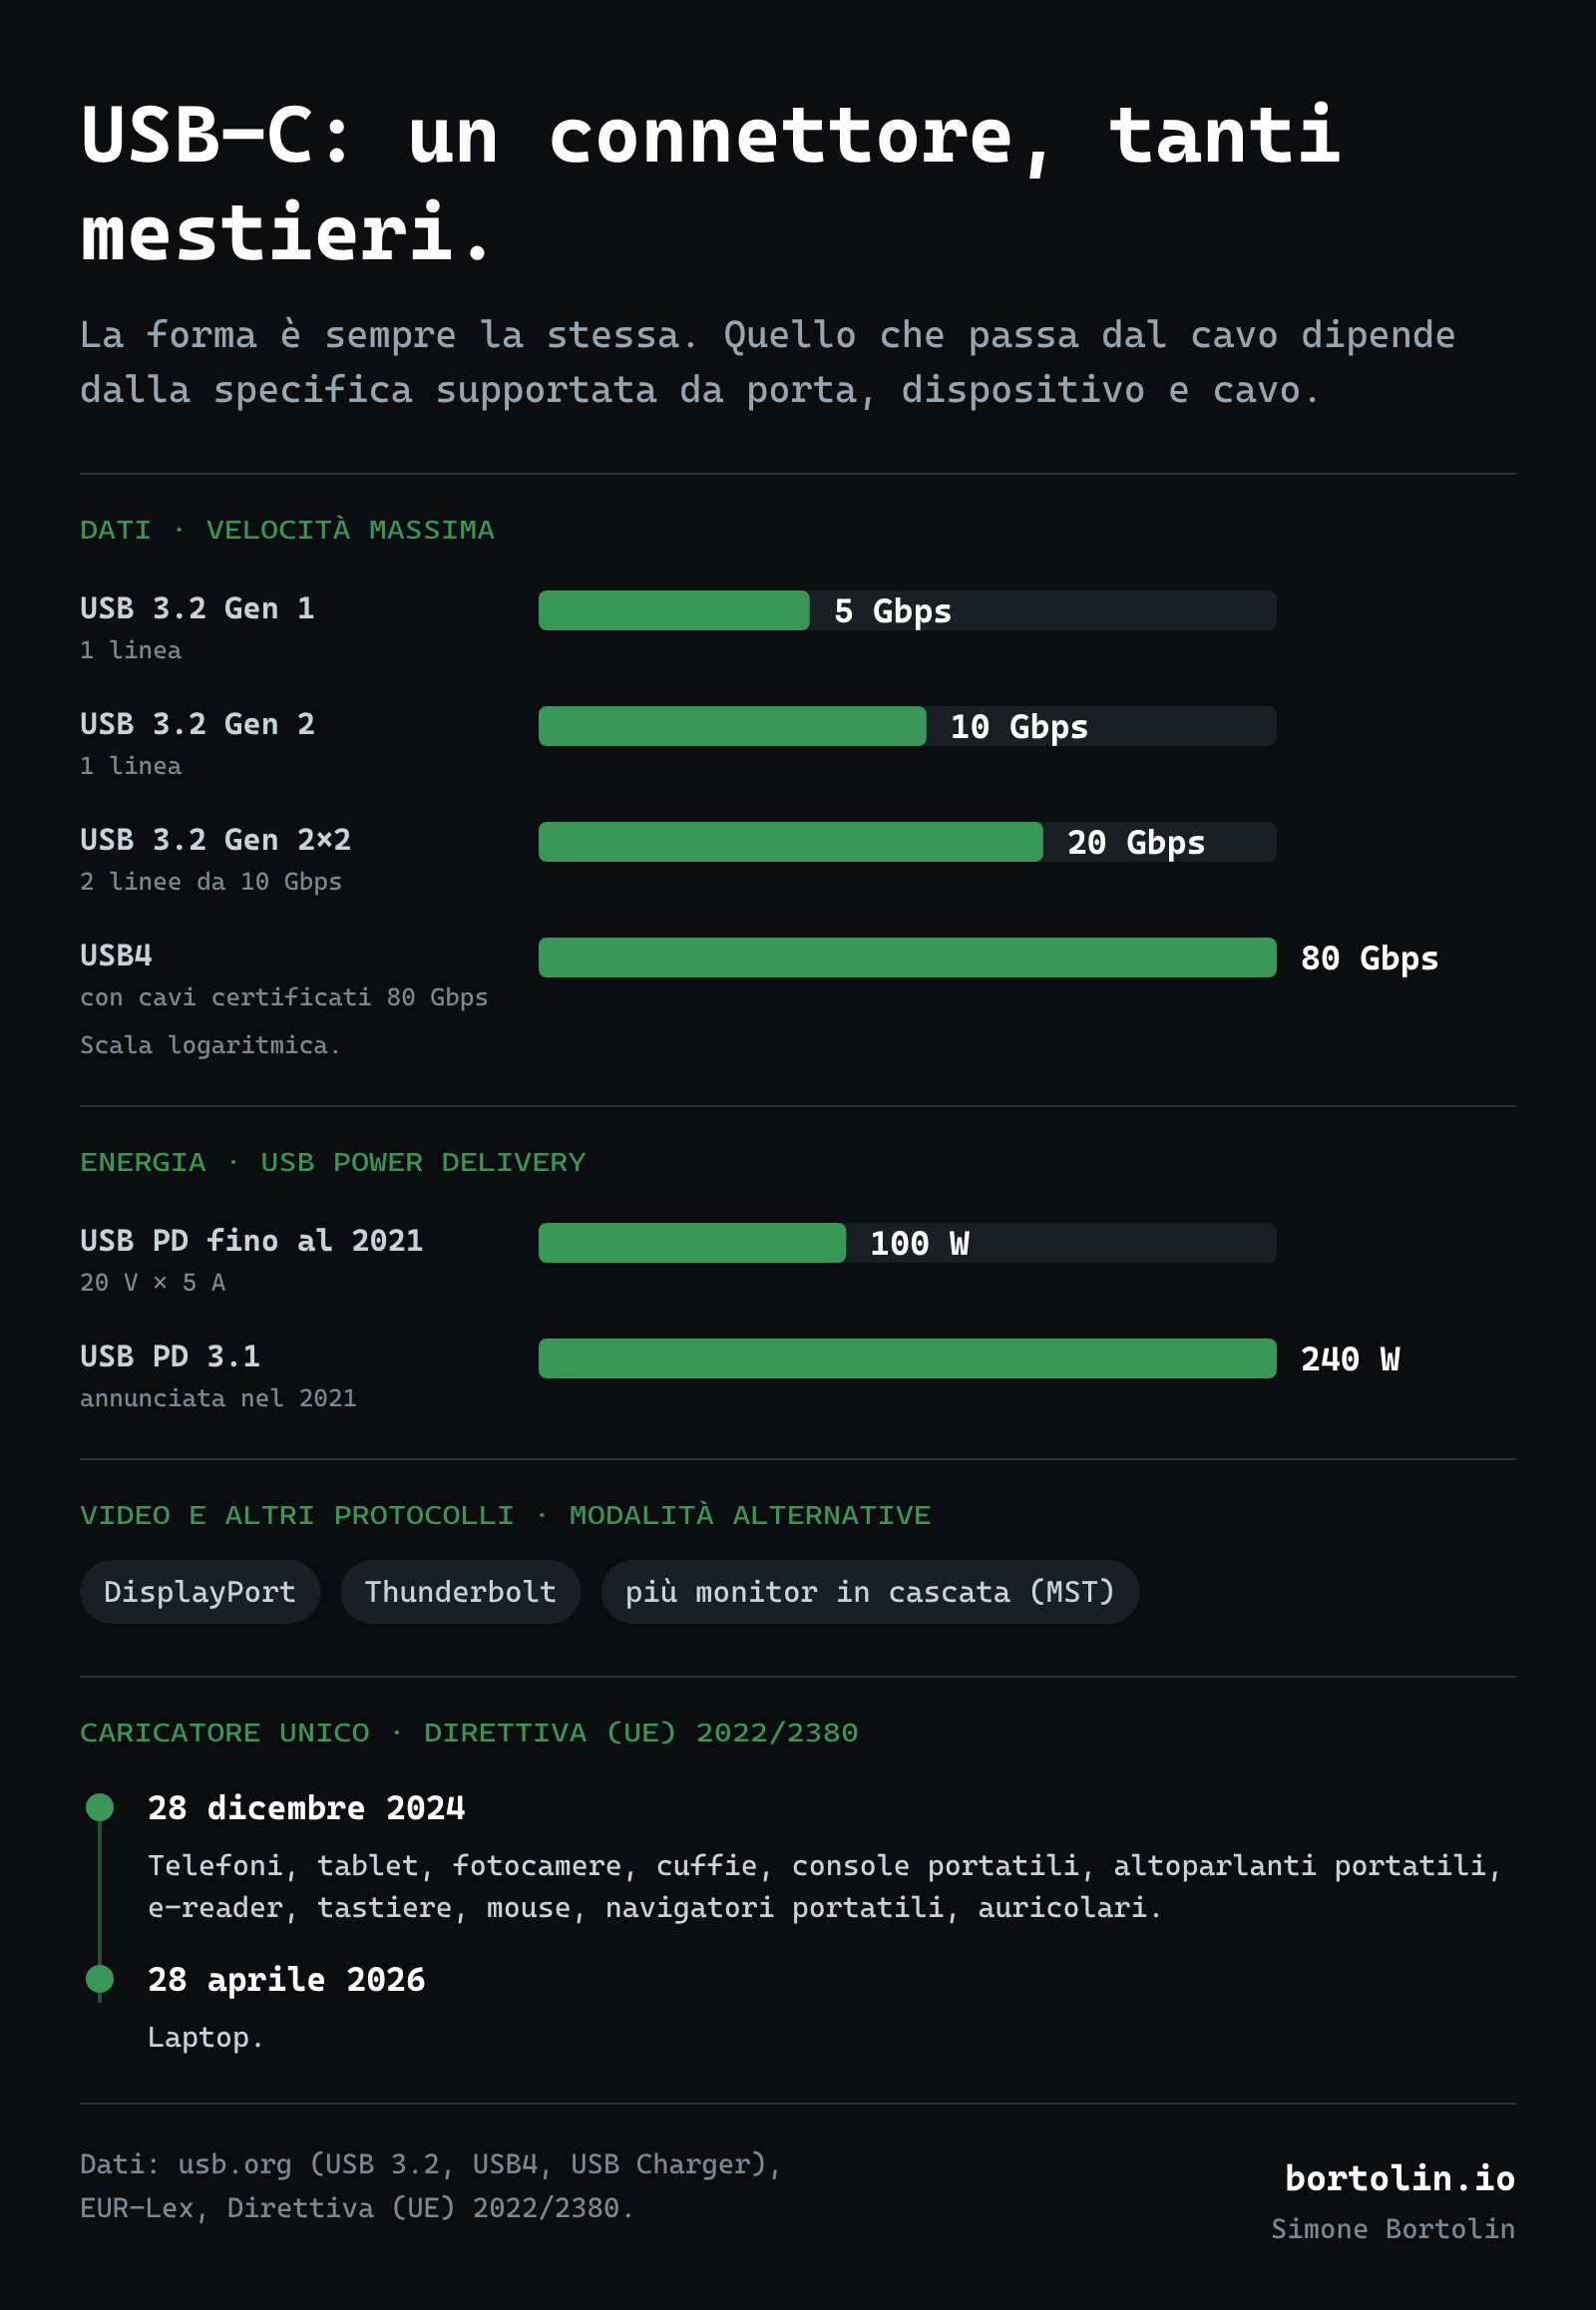 USB-C: un connettore, tanti
mestieri.
La forma è sempre la stessa. Quello che passa dal cavo dipende
dalla specifica supportata da porta, dispositivo e cavo.
DATI · VELOCITÀ MASSIMA
USB 3.2 Gen 1
5 Gbps
1 linea
USB 3.2 Gen 2
10 Gbps
1 linea
USB 3.2 Gen 2×2
20 Gbps
2 linee da 10 Gbps
USB4
80 Gbps
con cavi certificati 80 Gbps
Scala logaritmica.
ENERGIA · USB POWER DELIVERY
USB PD fino al 2021
100 W
20 V × 5 A
USB PD 3.1
240 W
annunciata nel 2021
VIDEO E ALTRI PROTOCOLLI · MODALITÀ ALTERNATIVE
DisplayPort
Thunderbolt
più monitor in cascata (MST)
CARICATORE UNICO · DIRETTIVA (UE) 2022/2380
28 dicembre 2024
Telefoni, tablet, fotocamere, cuffie, console portatili, altoparlanti portatili,
e-reader, tastiere, mouse, navigatori portatili, auricolari.
28 aprile 2026
Laptop.
Dati: usb.org (USB 3.2, USB4, USB Charger),
EUR-Lex, Direttiva (UE) 2022/2380.
bortolin.io
Simone Bortolin